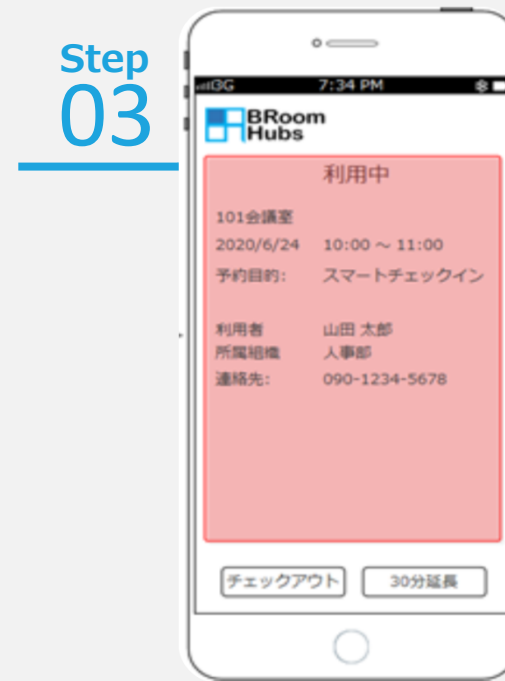 Step
03
3G 7:34 PM
BRoom
Hubs
利用中
101会議室
2020/6/24 10:00 ～ 11:00
予約目的: スマートチェックイン
利用者 山田 太郎
所属組織 人事部
連絡先: 090-1234-5678
チェックアウト 30分延長